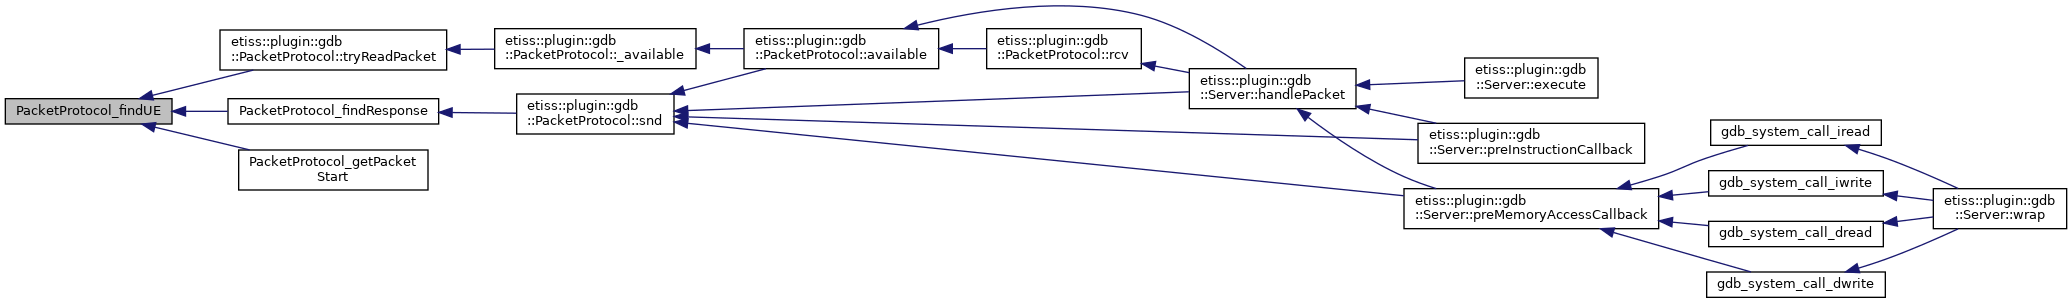 PacketProtocol_findUE
etiss::plugin::gdb
::PacketProtocol::tryReadPacket
PacketProtocol_findResponse
PacketProtocol_getPacket
Start
etiss::plugin::gdb
::PacketProtocol::_available
etiss::plugin::gdb
::PacketProtocol::snd
etiss::plugin::gdb
::PacketProtocol::available
etiss::plugin::gdb
::PacketProtocol::rcv
etiss::plugin::gdb
::Server::handlePacket
etiss::plugin::gdb
::Server::execute
etiss::plugin::gdb
::Server::preInstructionCallback
etiss::plugin::gdb
::Server::preMemoryAccessCallback
gdb_system_call_iread
gdb_system_call_iwrite
gdb_system_call_dread
gdb_system_call_dwrite
etiss::plugin::gdb
::Server::wrap